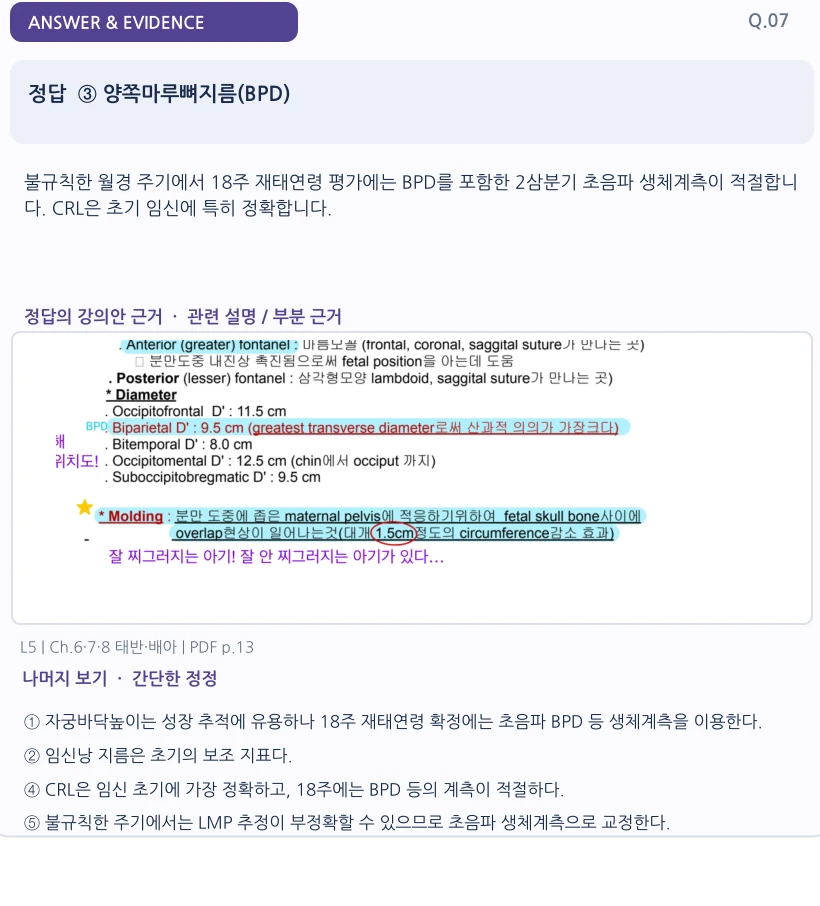 ANSWER & EVIDENCE
Q.07
정답 ③ 양쪽마루뼈지름(BPD)
불규칙한 월경 주기에서 18주 재태연령 평가에는 BPD를 포함한 2삼분기 초음파 생체계측이 적절합니
다. CRL은 초기 임신에 특히 정확합니다.
정답의 강의안 근거 · 관련 설명 / 부분 근거
. Anterior (greater) fontanel : 마름모꼴 (frontal, coronal, saggital suture가 만나는 곳)
□ 분만도중 내진상 촉진됨으로써 fetal position을 아는데 도움
. Posterior (lesser) fontanel : 삼각형모양 lambdoid, saggital suture가 만나는 곳)
* Diameter
. Occipitofrontal D' : 11.5 cm
BPD. Biparietal D' : 9.5 cm (greatest transverse diameter로써 산과적 의의가 가장크다)
해 . Bitemporal D' : 8.0 cm
위치도! . Occipitomental D' : 12.5 cm (chin에서 occiput 까지)
. Suboccipitobregmatic D' : 9.5 cm
* Molding : 분만 도중에 좁은 maternal pelvis에 적응하기위하여 fetal skull bone사이에
- overlap현상이 일어나는것(대개 1.5cm정도의 circumference감소 효과)
잘 찌그러지는 아기! 잘 안 찌그러지는 아기가 있다...
L5 | Ch.6·7·8 태반·배아 | PDF p.13
나머지 보기 · 간단한 정정
① 자궁바닥높이는 성장 추적에 유용하나 18주 재태연령 확정에는 초음파 BPD 등 생체계측을 이용한다.
② 임신낭 지름은 초기의 보조 지표다.
④ CRL은 임신 초기에 가장 정확하고, 18주에는 BPD 등의 계측이 적절하다.
⑤ 불규칙한 주기에서는 LMP 추정이 부정확할 수 있으므로 초음파 생체계측으로 교정한다.